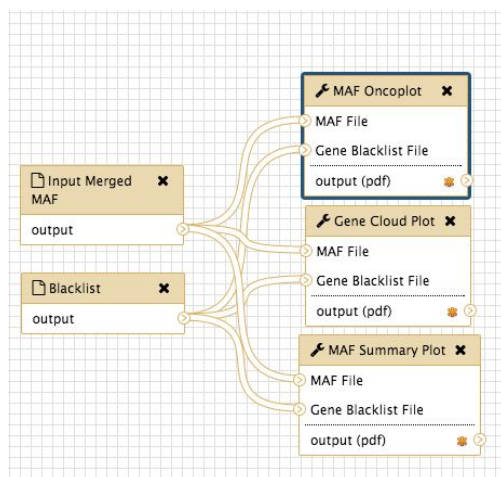 Input Merged
MAF
output
Blacklist
output
MAF Oncoplot
MAF File
Gene Blacklist File
output (pdf)
Gene Cloud Plot
MAF File
Gene Blacklist File
output (pdf)
MAF Summary Plot
MAF File
Gene Blacklist File
output (pdf)